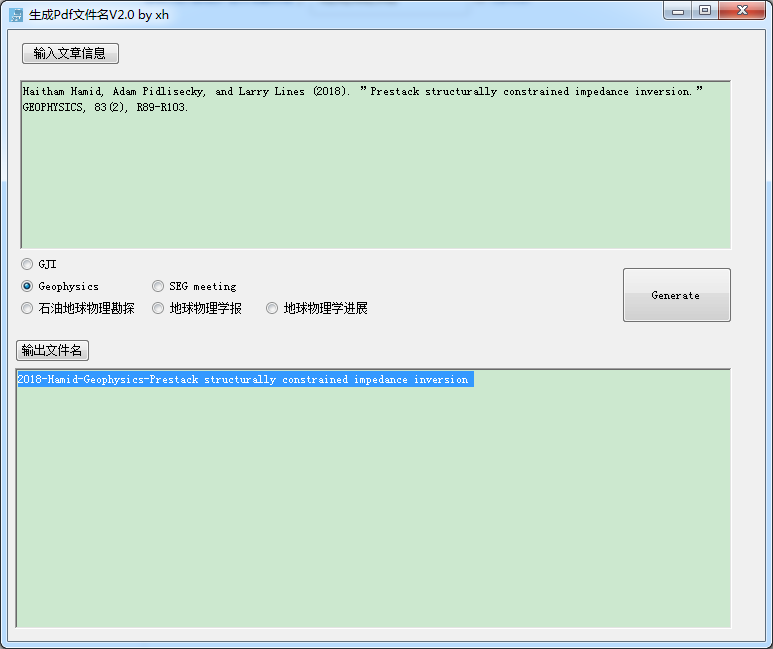 生成Pdf文件名V2.0 by xh
输入文章信息
Haitham Hamid, Adam Pidlisecky, and Larry Lines (2018). ”Prestack structurally constrained impedance inversion.”
GEOPHYSICS, 83(2), R89-R103.
GJI
Geophysics SEG meeting
石油地球物理勘探 地球物理学报 地球物理学进展
Generate
输出文件名
2018-Hamid-Geophysics-Prestack structurally constrained impedance inversion